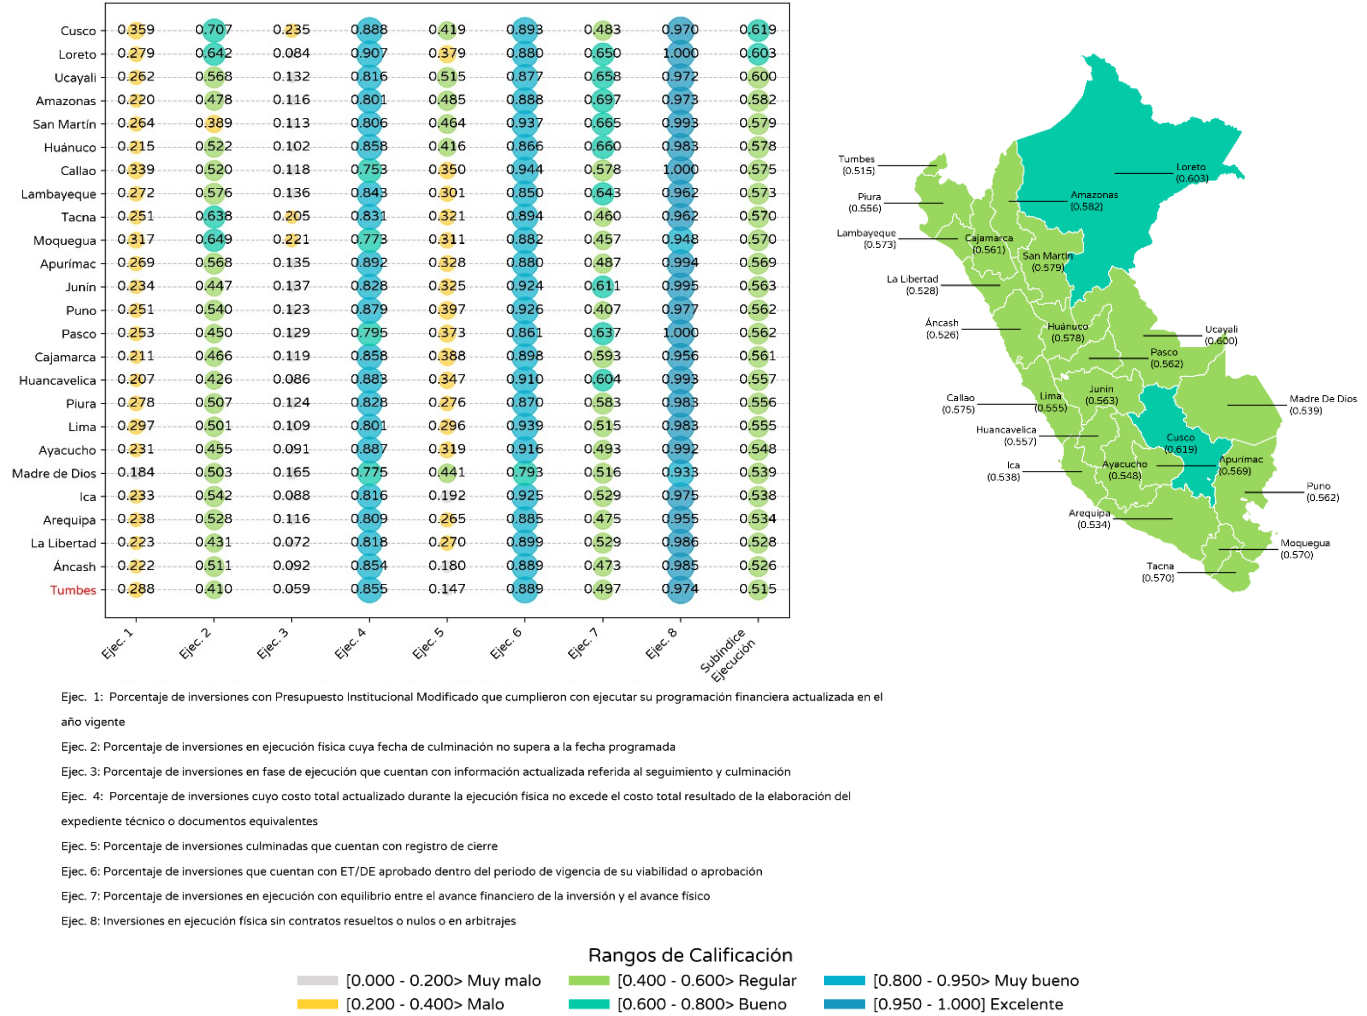 Cusco 0.359 0.707 0.235 0.888 0.419 0.893 0.483 0.970 0.619
Loreto 0.279 0.642 0.084 0.907 0.379 0.880 0.650 1.000 0.603
Ucayali 0.262 0.568 0.132 0.816 0.515 0.877 0.658 0.972 0.600
Amazonas 0.220 0.478 0.116 0.801 0.485 0.888 0.697 0.973 0.582
San Martín 0.264 0.389 0.113 0.806 0.464 0.937 0.665 0.993 0.579
Huánuco 0.215 0.522 0.102 0.858 0.416 0.866 0.660 0.983 0.578
Callao 0.339 0.520 0.118 0.753 0.350 0.944 0.578 1.000 0.575
Lambayeque 0.272 0.576 0.136 0.843 0.301 0.850 0.643 0.962 0.573
Tacna 0.251 0.638 0.205 0.831 0.321 0.894 0.460 0.962 0.570
Moquegua 0.317 0.649 0.221 0.773 0.311 0.882 0.457 0.948 0.570
Apurímac 0.269 0.568 0.135 0.892 0.328 0.880 0.487 0.994 0.569
Junín 0.234 0.447 0.137 0.828 0.325 0.924 0.611 0.995 0.563
Puno 0.251 0.540 0.123 0.879 0.397 0.926 0.407 0.977 0.562
Pasco 0.253 0.450 0.129 0.795 0.373 0.861 0.637 1.000 0.562
Cajamarca 0.211 0.466 0.119 0.858 0.388 0.898 0.593 0.956 0.561
Huancavelica 0.207 0.426 0.086 0.883 0.347 0.910 0.604 0.993 0.557
Piura 0.278 0.507 0.124 0.828 0.276 0.870 0.583 0.983 0.556
Lima 0.297 0.501 0.109 0.801 0.296 0.939 0.515 0.983 0.555
Ayacucho 0.231 0.455 0.091 0.887 0.319 0.916 0.493 0.992 0.548
Madre de Dios 0.184 0.503 0.165 0.775 0.441 0.793 0.516 0.933 0.539
Ica 0.233 0.542 0.088 0.816 0.192 0.925 0.529 0.975 0.538
Arequipa 0.238 0.528 0.116 0.809 0.265 0.885 0.475 0.955 0.534
La Libertad 0.223 0.431 0.072 0.818 0.270 0.899 0.529 0.986 0.528
Áncash 0.222 0.511 0.092 0.854 0.180 0.889 0.473 0.985 0.526
Tumbes 0.288 0.410 0.059 0.855 0.147 0.889 0.497 0.974 0.515
Ejec. 1 Ejec. 2 Ejec. 3 Ejec. 4 Ejec. 5 Ejec. 6 Ejec. 7 Ejec. 8 Subíndice
Ejecución
Tumbes
(0.515)
Loreto
(0.603)
Piura
(0.556)
Amazonas
(0.582)
Lambayeque
(0.573)
Cajamarca
(0.561)
San Martín
(0.579)
La Libertad
(0.528)
Áncash
(0.526)
Huánuco
(0.578)
Ucayali
(0.600)
Pasco
(0.562)
Callao
(0.575)
Lima
(0.555)
Junín
(0.563)
Madre De Dios
(0.539)
Huancavelica
(0.557)
Cusco
(0.619)
Ica
(0.538)
Ayacucho
(0.548)
Apurímac
(0.569)
Puno
(0.562)
Arequipa
(0.534)
Moquegua
(0.570)
Tacna
(0.570)
Ejec. 1: Porcentaje de inversiones con Presupuesto Institucional Modificado que cumplieron con ejecutar su programación financiera actualizada en el
año vigente
Ejec. 2: Porcentaje de inversiones en ejecución física cuya fecha de culminación no supera a la fecha programada
Ejec. 3: Porcentaje de inversiones en fase de ejecución que cuentan con información actualizada referida al seguimiento y culminación
Ejec. 4: Porcentaje de inversiones cuyo costo total actualizado durante la ejecución física no excede el costo total resultado de la elaboración del
expediente técnico o documentos equivalentes
Ejec. 5: Porcentaje de inversiones culminadas que cuentan con registro de cierre
Ejec. 6: Porcentaje de inversiones que cuentan con ET/DE aprobado dentro del periodo de vigencia de su viabilidad o aprobación
Ejec. 7: Porcentaje de inversiones en ejecución con equilibrio entre el avance financiero de la inversión y el avance físico
Ejec. 8: Inversiones en ejecución física sin contratos resueltos o nulos o en arbitrajes
Rangos de Calificación
[0.000 - 0.200> Muy malo [0.400 - 0.600> Regular [0.800 - 0.950> Muy bueno
[0.200 - 0.400> Malo [0.600 - 0.800> Bueno [0.950 - 1.000] Excelente